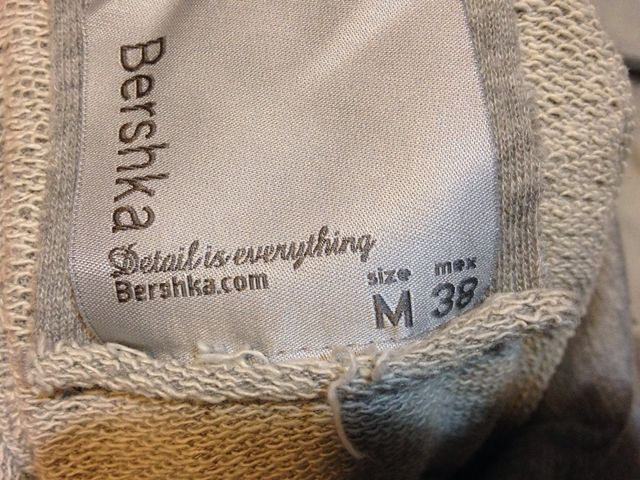 Bershka
Detail is everything
Bershka.com
size mex
M 38